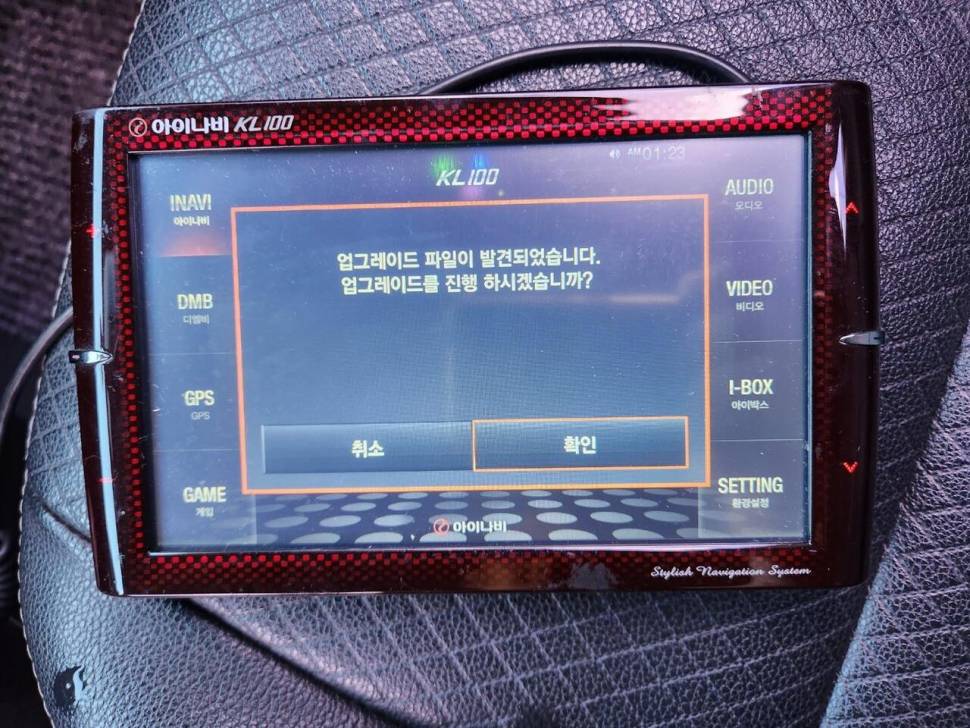 아이나비 KL100
KL100
AM 01:23
INAVI
아이나비
DMB
디엠비
GPS
GPS
GAME
게임
업그레이드 파일이 발견되었습니다.
업그레이드를 진행 하시겠습니까?
취소
확인
AUDIO
오디오
VIDEO
비디오
I-BOX
아이박스
SETTING
환경설정
아이나비
Stylish Navigation System